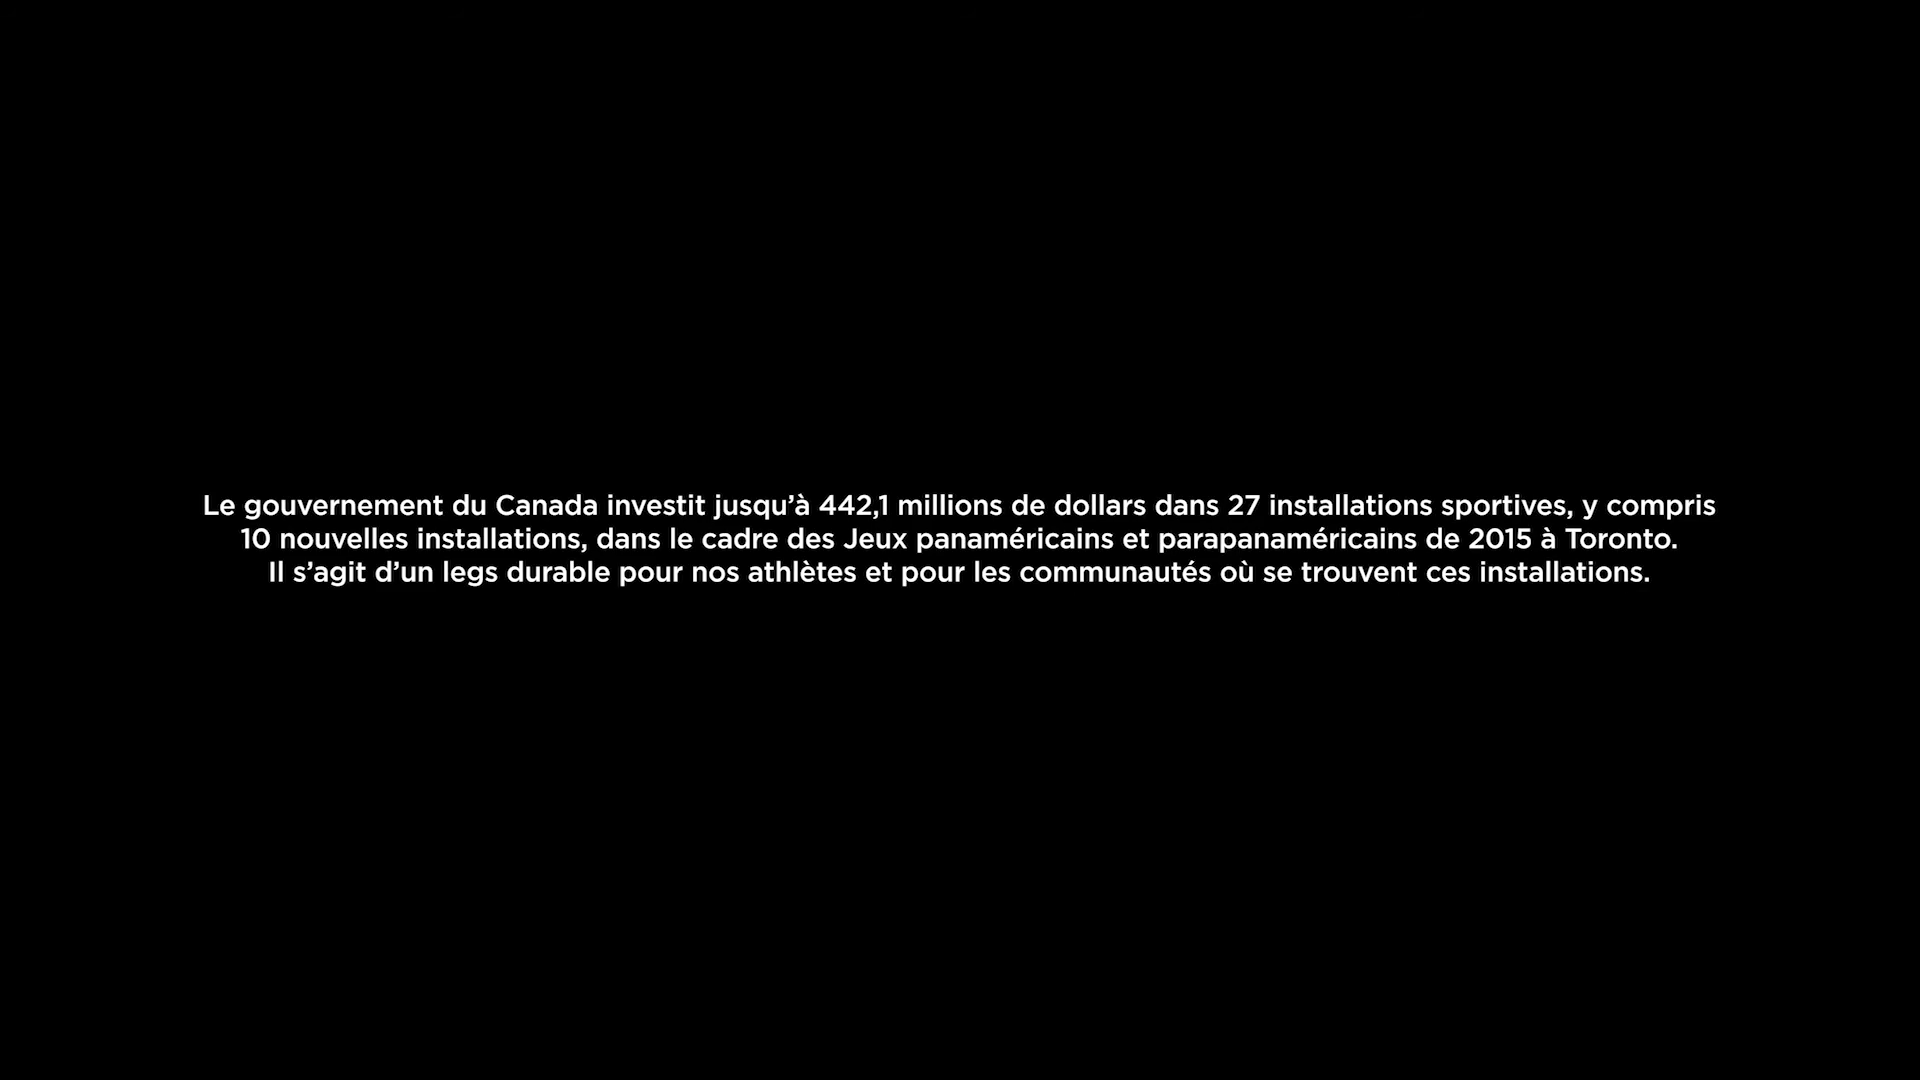 Le gouvernement du Canada investit jusqu’à 442,1 millions de dollars dans 27 installations sportives, y compris
10 nouvelles installations, dans le cadre des Jeux panaméricains et parapanaméricains de 2015 à Toronto.
Il s’agit d’un legs durable pour nos athlètes et pour les communautés où se trouvent ces installations.